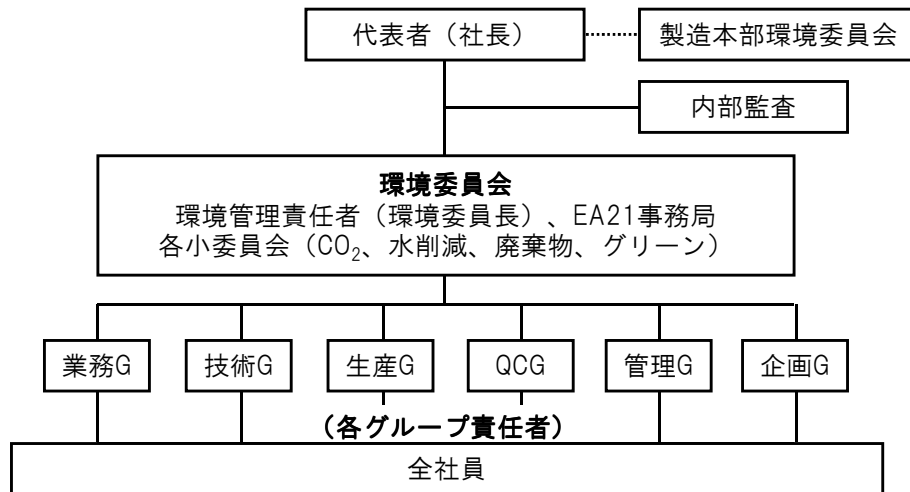 代表者（社長）
製造本部環境委員会
内部監査
環境委員会
環境管理責任者（環境委員長）、EA21事務局
各小委員会（CO₂、水削減、廃棄物、グリーン）
業務G
技術G
生産G
QCG
管理G
企画G
（各グループ責任者）
全社員